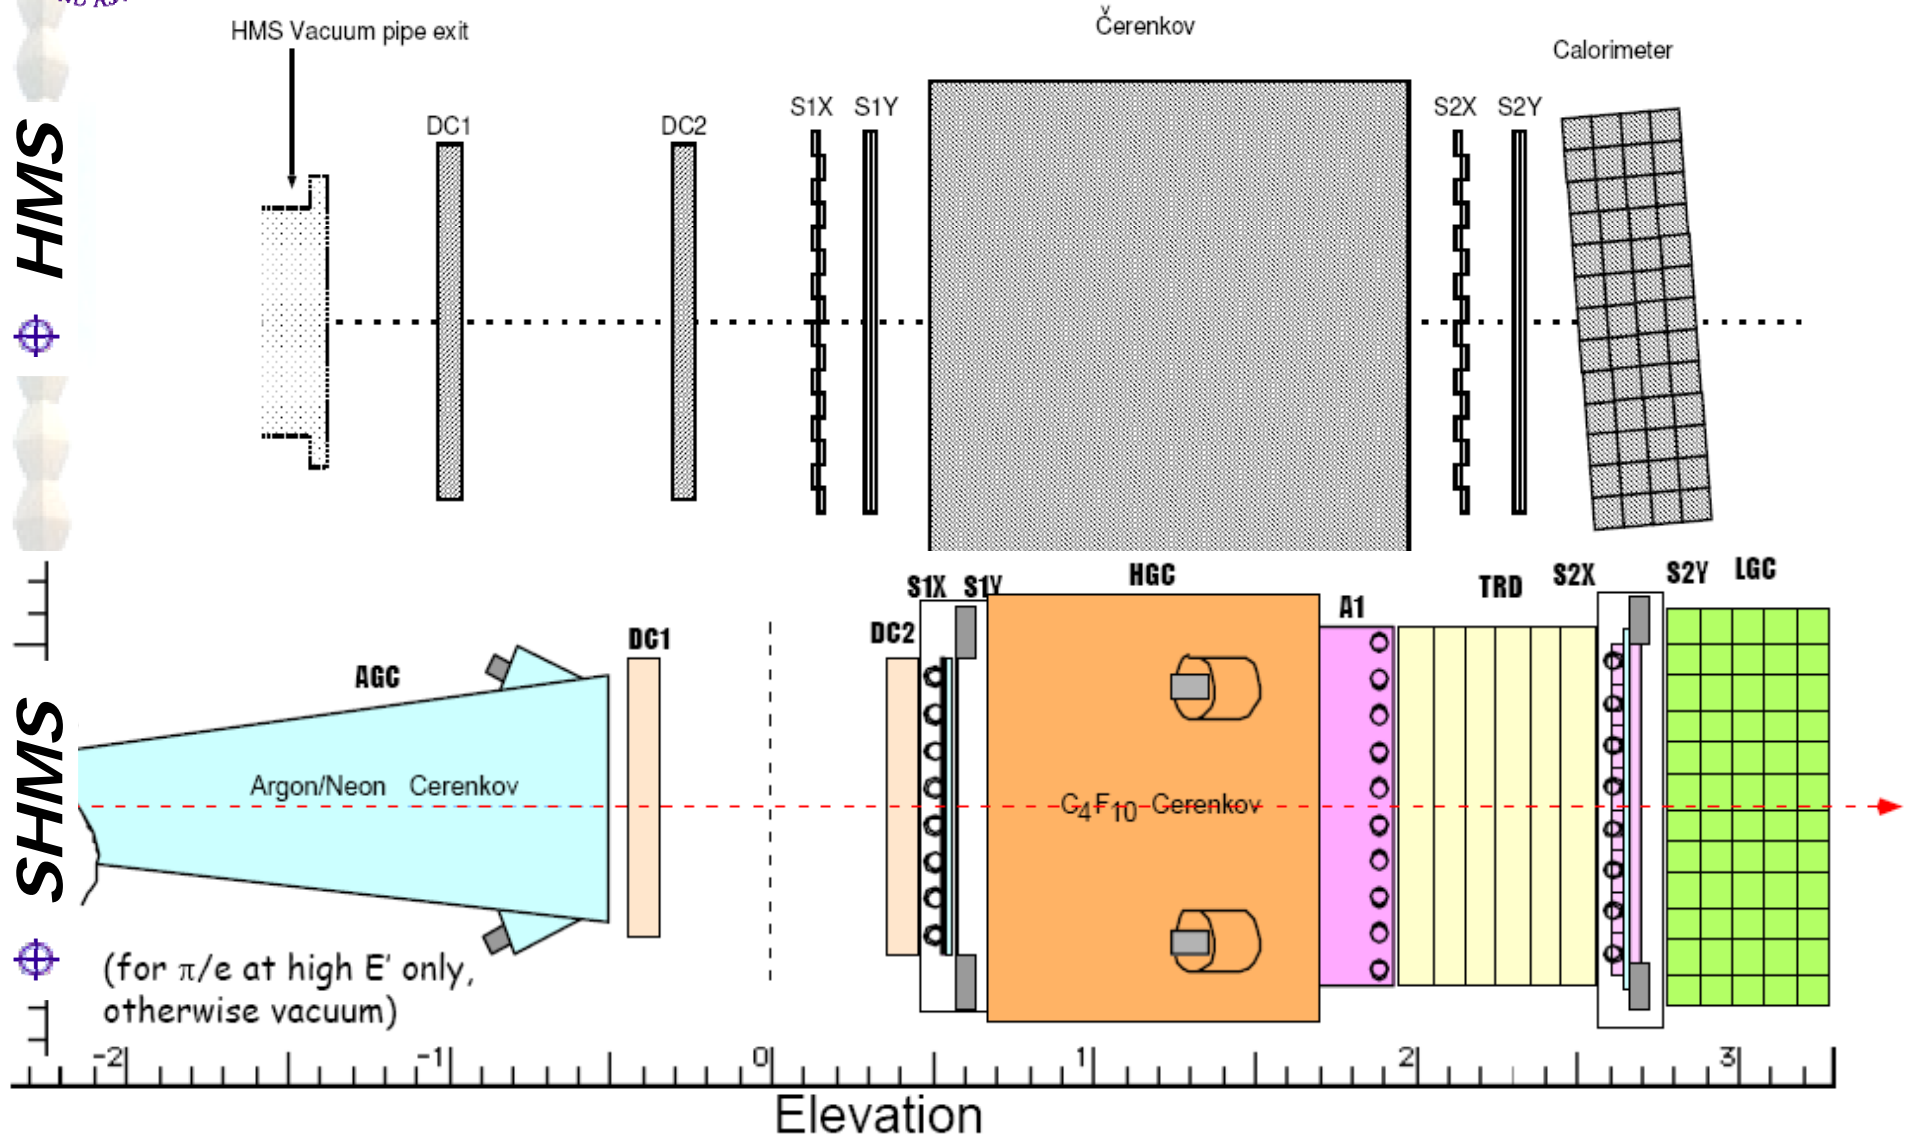 HMS Vacuum pipe exit
Čerenkov
Calorimeter
DC1
DC2
S1X
S1Y
S2X
S2Y
HMS
AGC
DC1
DC2
S1X
S1Y
HGC
A1
TRD
S2X
S2Y
LGC
Argon/Neon Cerenkov
C4F10 Cerenkov
SHMS
(for π/e at high E' only,
otherwise vacuum)
-2
-1
0
1
2
3
Elevation